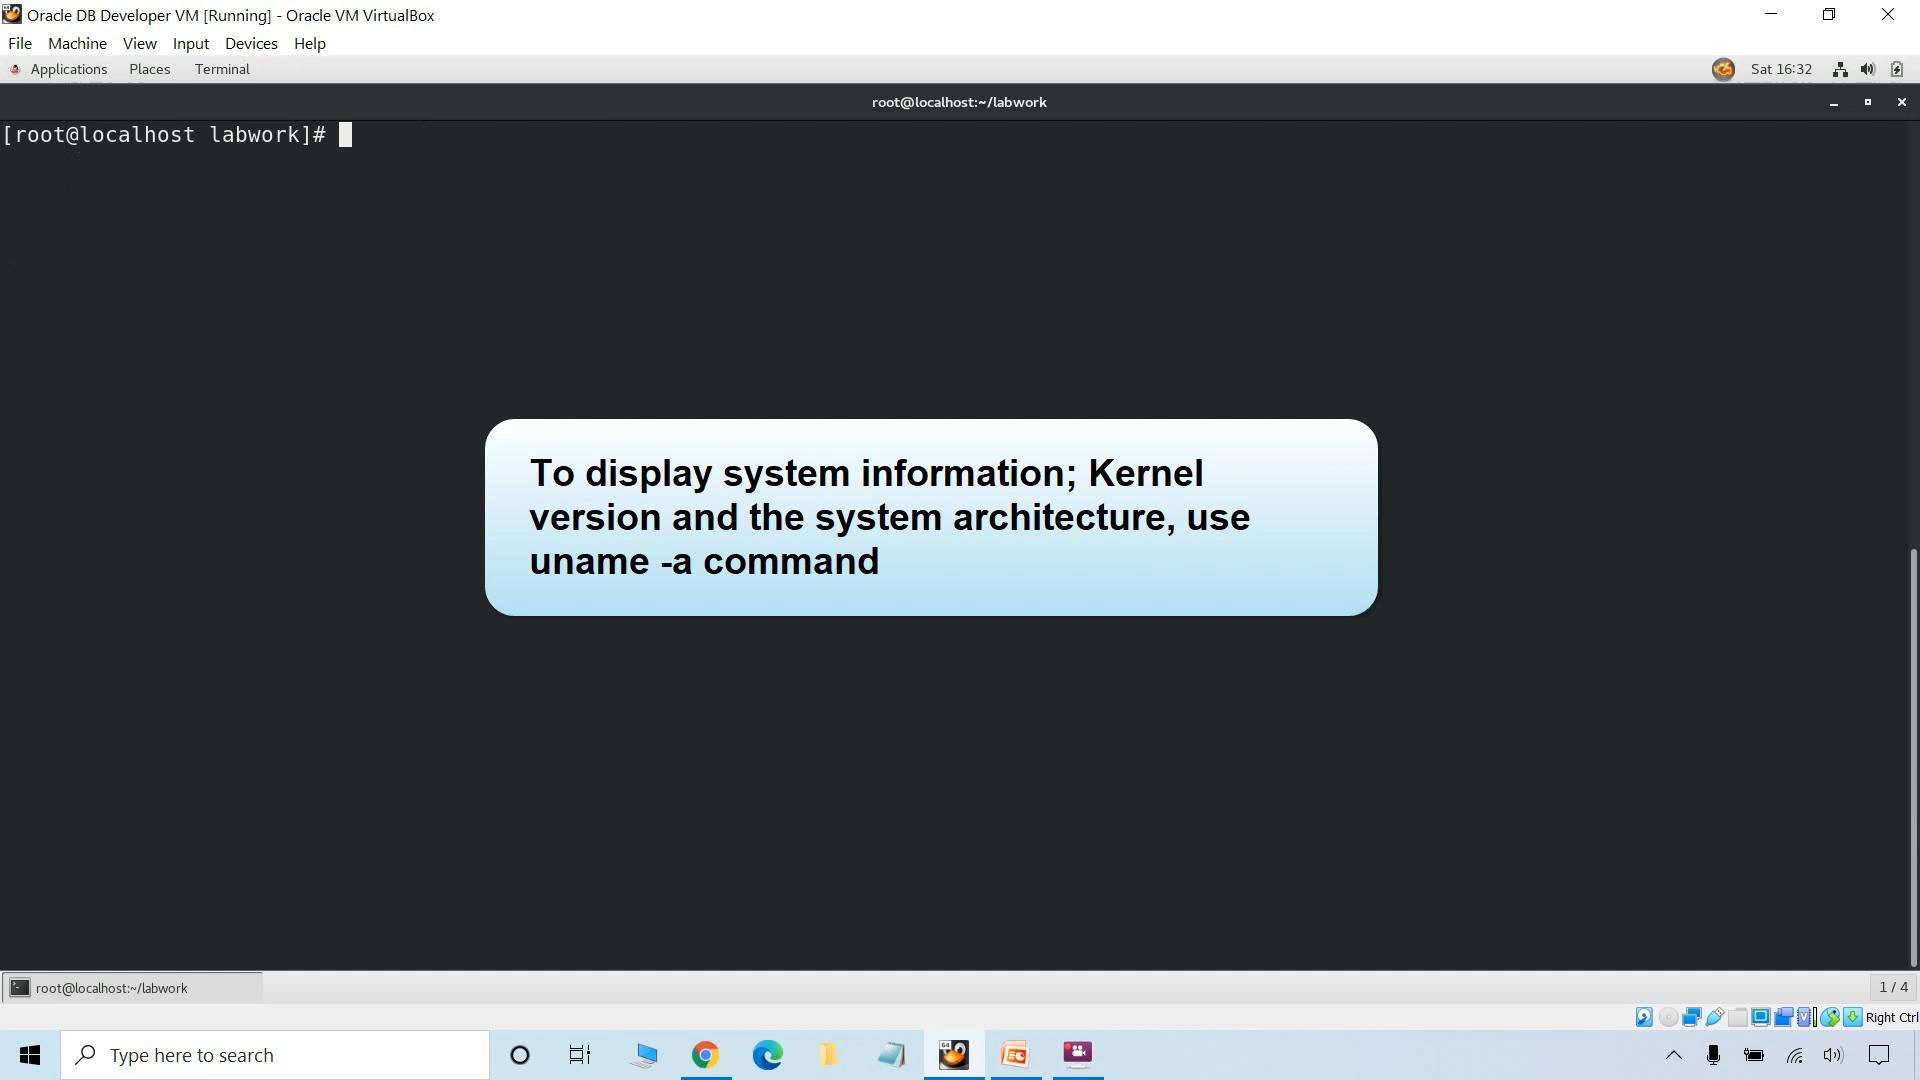 Oracle DB Developer VM [Running] - Oracle VM VirtualBox
File Machine View Input Devices Help
Applications Places Terminal Sat 16:32
root@localhost:~/labwork
[root@localhost labwork]#
To display system information; Kernel
version and the system architecture, use
uname -a command
root@localhost:~/labwork 1 / 4
Right Ctrl
Type here to search